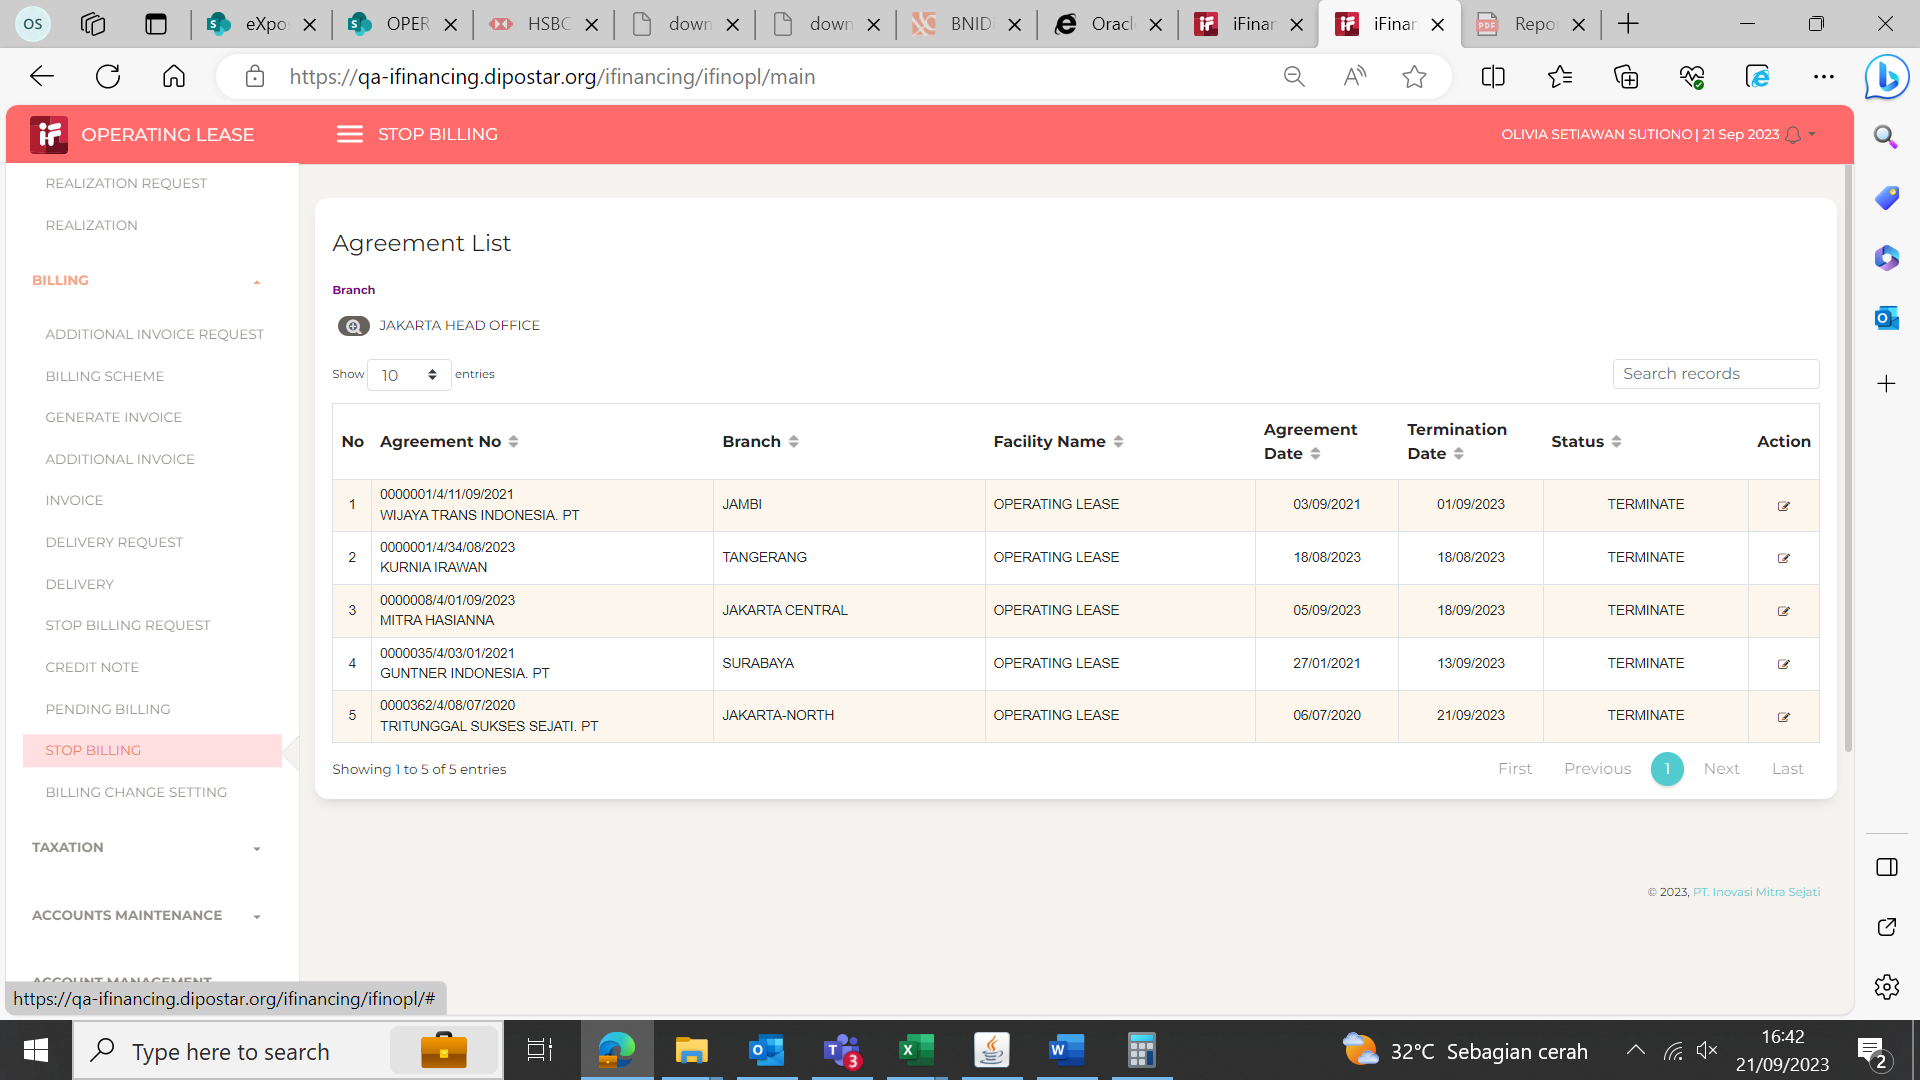 OS
eXpo
OPER
HSBC
down
down
BNIDI
Oracl
iFinar
iFinar
Repo
https://qa-ifinancing.dipostar.org/ifinancing/ifinopl/main
iF OPERATING LEASE
STOP BILLING
OLIVIA SETIAWAN SUTIONO | 21 Sep 2023
REALIZATION REQUEST
REALIZATION
BILLING
ADDITIONAL INVOICE REQUEST
BILLING SCHEME
GENERATE INVOICE
ADDITIONAL INVOICE
INVOICE
DELIVERY REQUEST
DELIVERY
STOP BILLING REQUEST
CREDIT NOTE
PENDING BILLING
STOP BILLING
BILLING CHANGE SETTING
TAXATION
ACCOUNTS MAINTENANCE
ACCOUNT MANAGEMENT
https://qa-ifinancing.dipostar.org/ifinancing/ifinopl/#
Agreement List
Branch
JAKARTA HEAD OFFICE
Show 10 entries
Search records
No Agreement No Branch Facility Name Agreement Date Termination Date Status Action
1 0000001/4/11/09/2021 JAMBI OPERATING LEASE 03/09/2021 01/09/2023 TERMINATE
WIJAYA TRANS INDONESIA. PT
2 0000001/4/34/08/2023 TANGERANG OPERATING LEASE 18/08/2023 18/08/2023 TERMINATE
KURNIA IRAWAN
3 0000008/4/01/09/2023 JAKARTA CENTRAL OPERATING LEASE 05/09/2023 18/09/2023 TERMINATE
MITRA HASIANNA
4 0000035/4/03/01/2021 SURABAYA OPERATING LEASE 27/01/2021 13/09/2023 TERMINATE
GUNTNER INDONESIA. PT
5 0000362/4/08/07/2020 JAKARTA-NORTH OPERATING LEASE 06/07/2020 21/09/2023 TERMINATE
TRITUNGGAL SUKSES SEJATI. PT
Showing 1 to 5 of 5 entries
First Previous 1 Next Last
© 2023, PT. Inovasi Mitra Sejati
Type here to search
3
32°C Sebagian cerah
16:42
21/09/2023
2